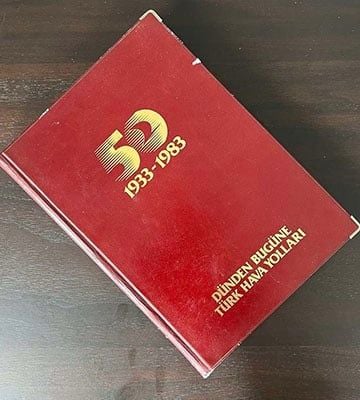 50
1933-1983
DÜNDEN BUGÜNE
TÜRK HAVA YOLLARI